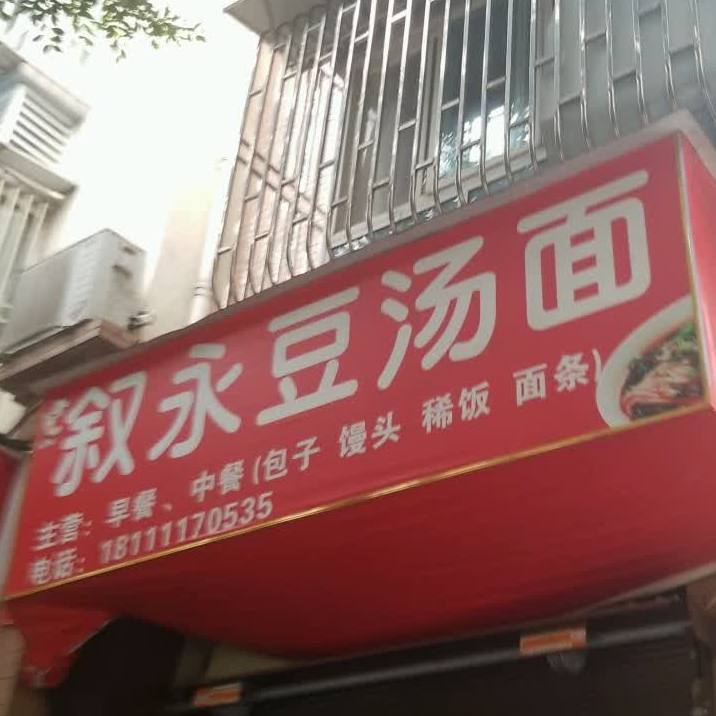 叙永豆汤面
主营：早餐、中餐(包子 馒头 稀饭 面条)
电话：18111170535